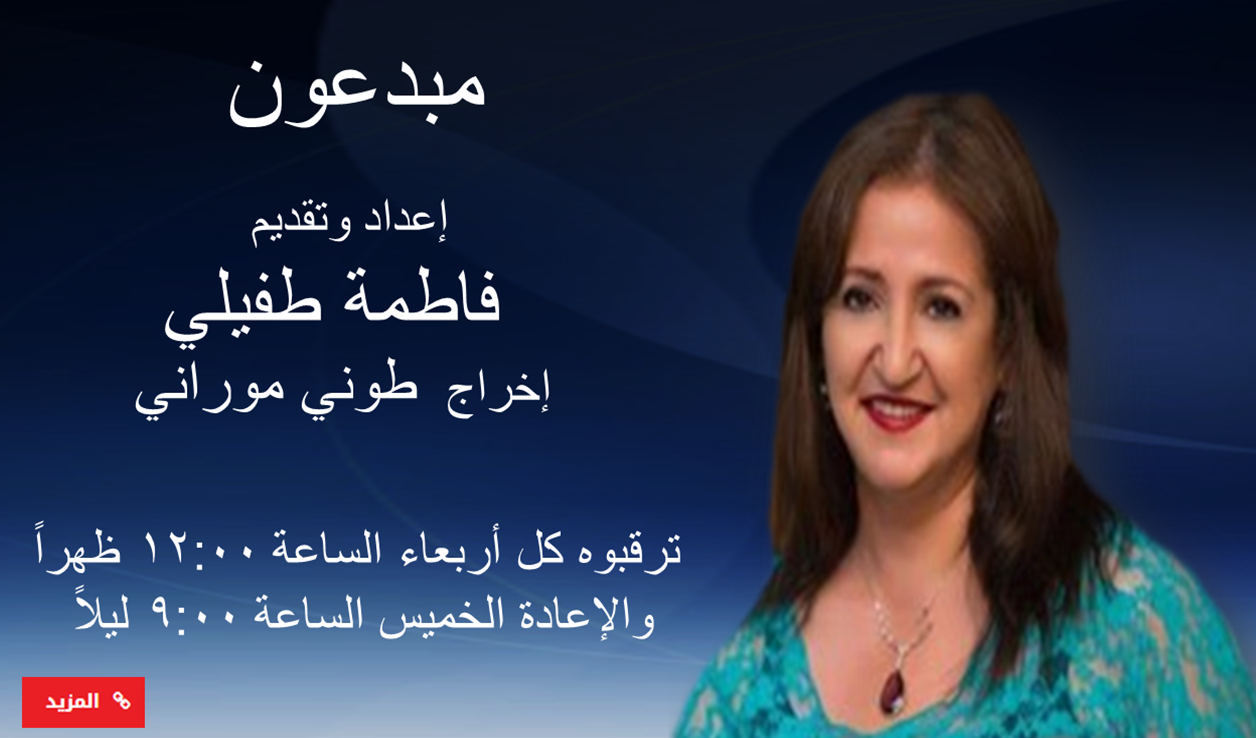 مبدعون
إعداد وتقديم
فاطمة طفيلي
إخراج طوني موراني
ترقبوه كل أربعاء الساعة ١٢:٠٠ ظهراً
والإعادة الخميس الساعة ٩:٠٠ ليلاً
المزيد